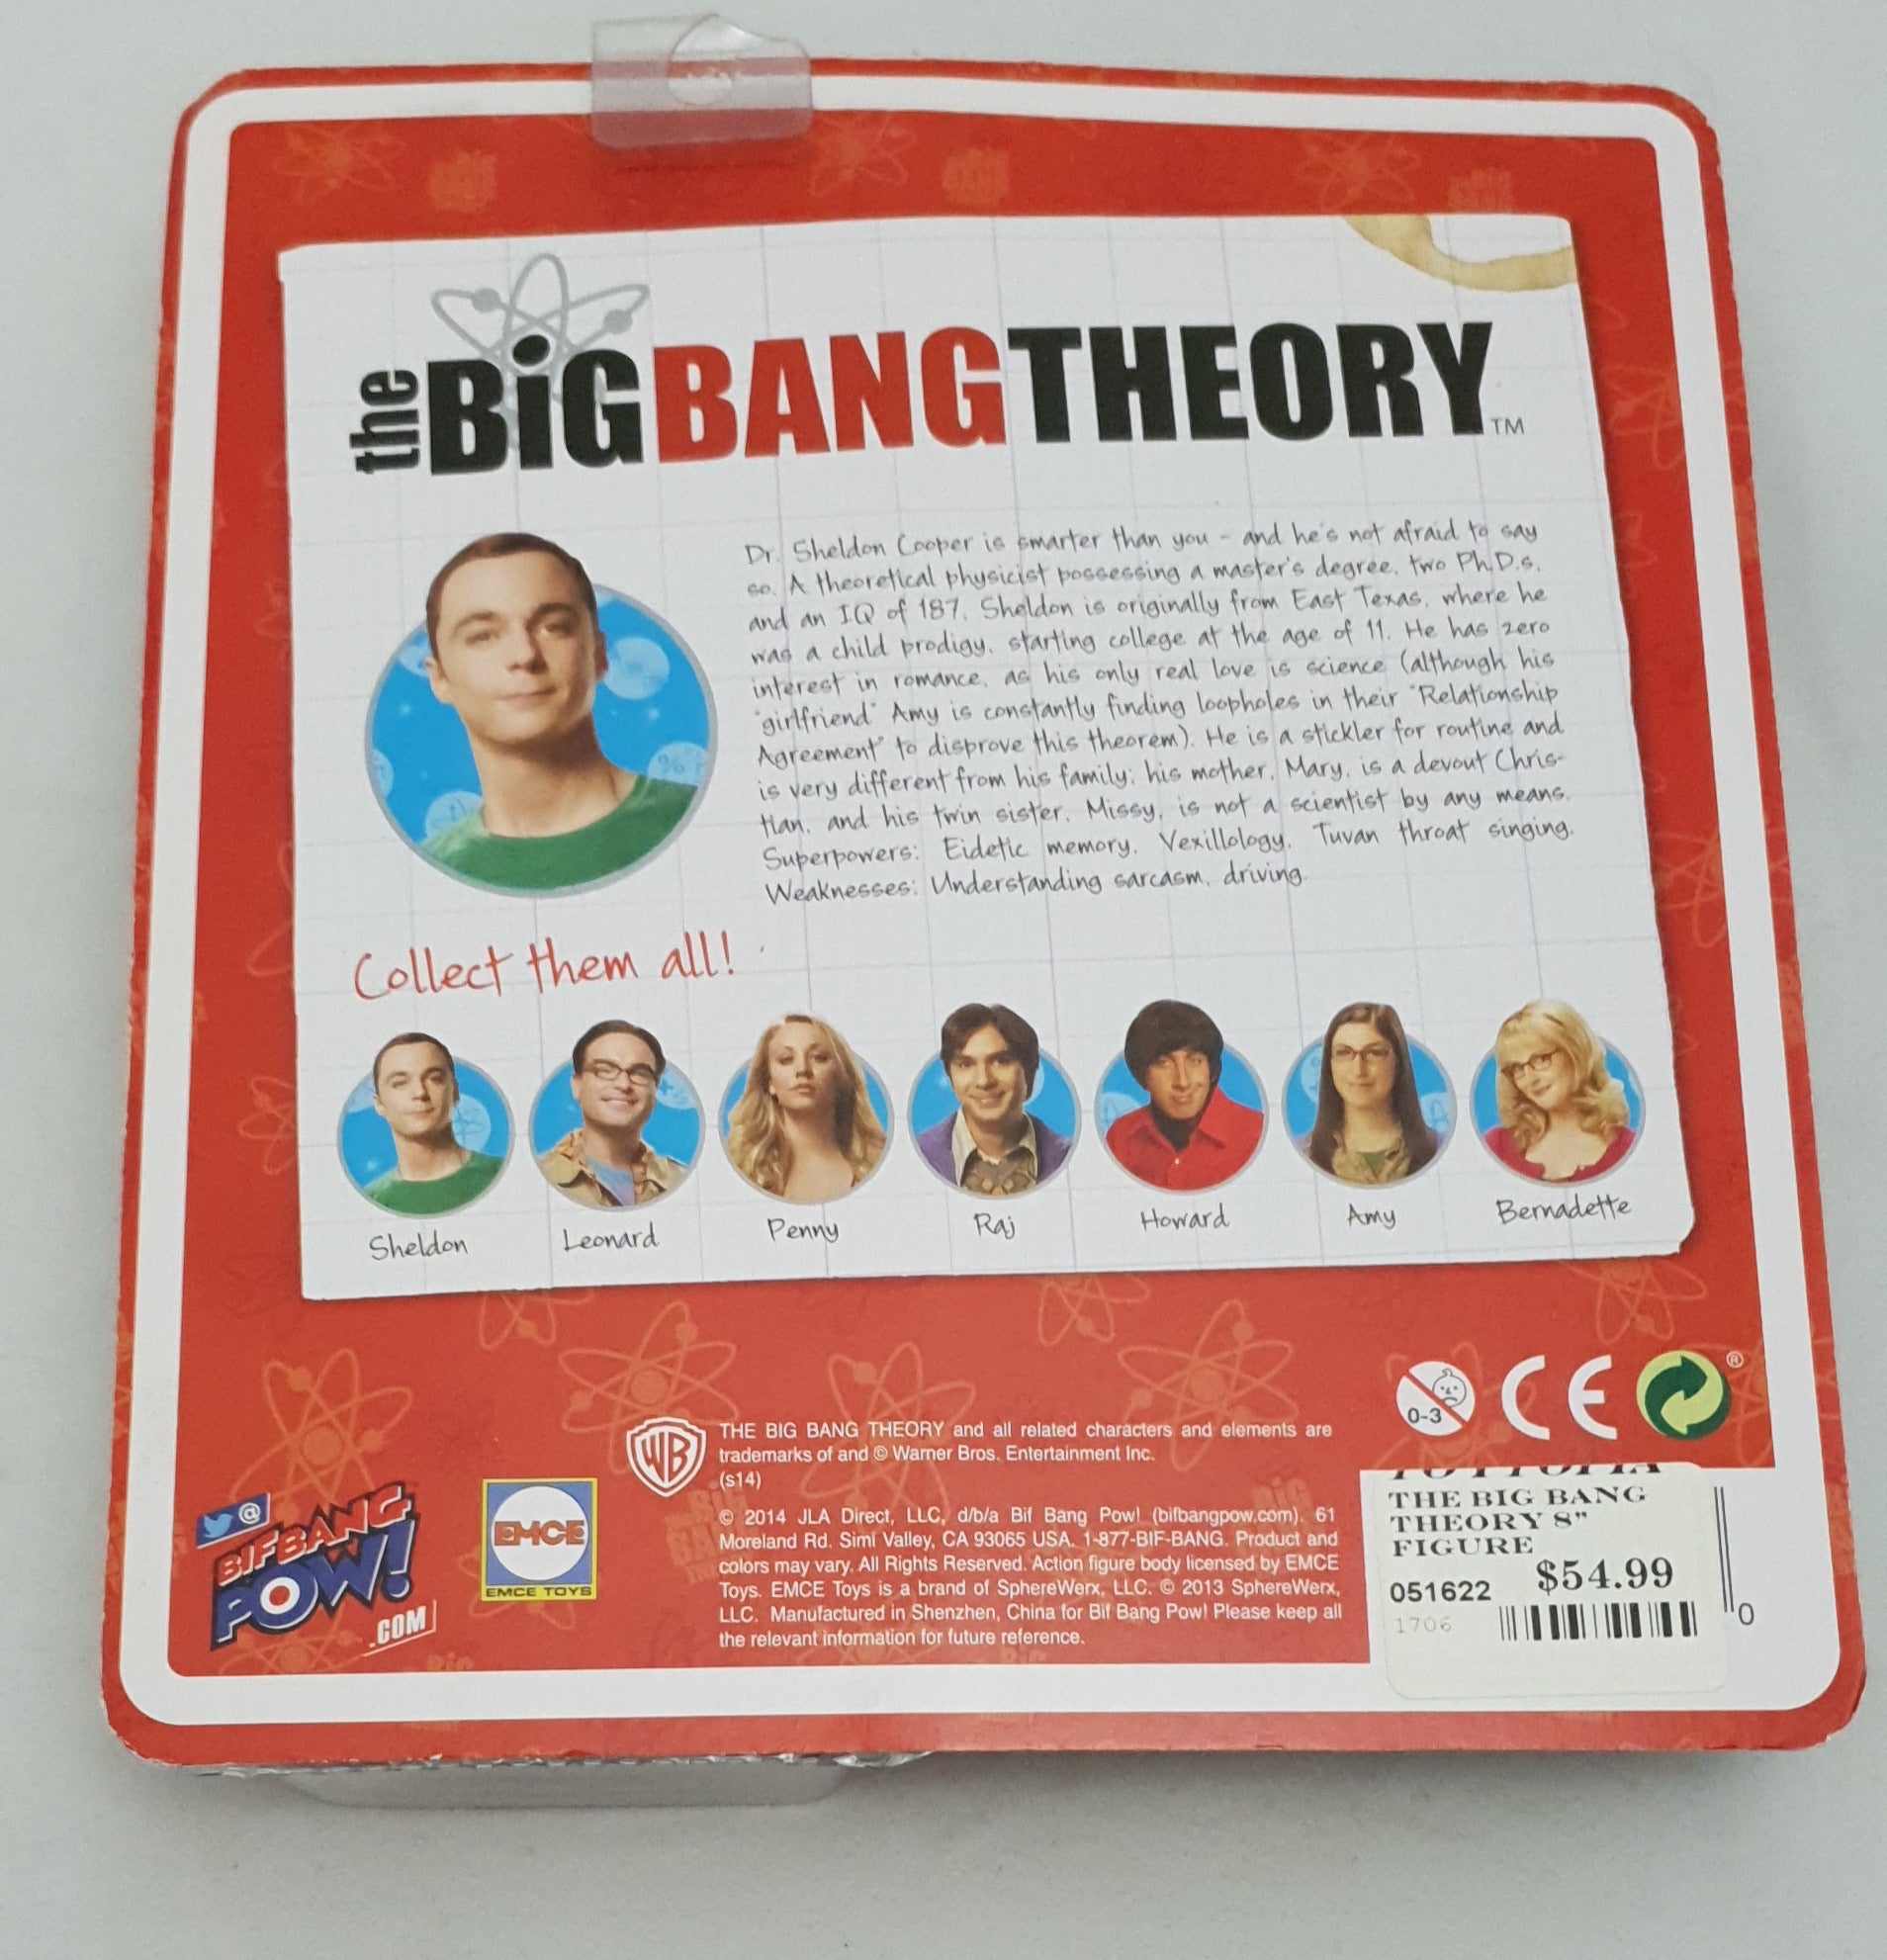 the BiG BANG THEORY TM
Dr. Sheldon Cooper is smarter than you - and he's not afraid to say
so. A theoretical physicist possessing a master's degree, two Ph.D.s,
and an IQ of 187, Sheldon is originally from East Texas, where he
was a child prodigy, starting college at the age of 11. He has zero
interest in romance, as his only real love is science (although his
"girlfriend" Amy is constantly finding loopholes in their "Relationship
Agreement" to disprove this theorem). He is a stickler for routine and
is very different from his family; his mother, Mary, is a devout Chris-
tian, and his twin sister, Missy, is not a scientist by any means.
Superpowers: Eidetic memory, Vexillology, Tuvan throat singing.
Weaknesses: Understanding sarcasm, driving.
Collect them all!
Sheldon Leonard Penny Raj Howard Amy Bernadette
0-3 CE ®
WB
THE BIG BANG THEORY and all related characters and elements are
trademarks of and © Warner Bros. Entertainment Inc.
(s14)
@
BIF BANG
POW!
.COM
EMCE
EMCE TOYS
© 2014 JLA Direct, LLC, d/b/a Bif Bang Pow! (bifbangpow.com). 61
Moreland Rd. Simi Valley, CA 93065 USA. 1-877-BIF-BANG. Product and
colors may vary. All Rights Reserved. Action figure body licensed by EMCE
Toys. EMCE Toys is a brand of SphereWerx, LLC. © 2013 SphereWerx,
LLC. Manufactured in Shenzhen, China for Bif Bang Pow! Please keep all
the relevant information for future reference.
THE BIG BANG
THEORY 8"
FIGURE
051622 $54.99
1706
0